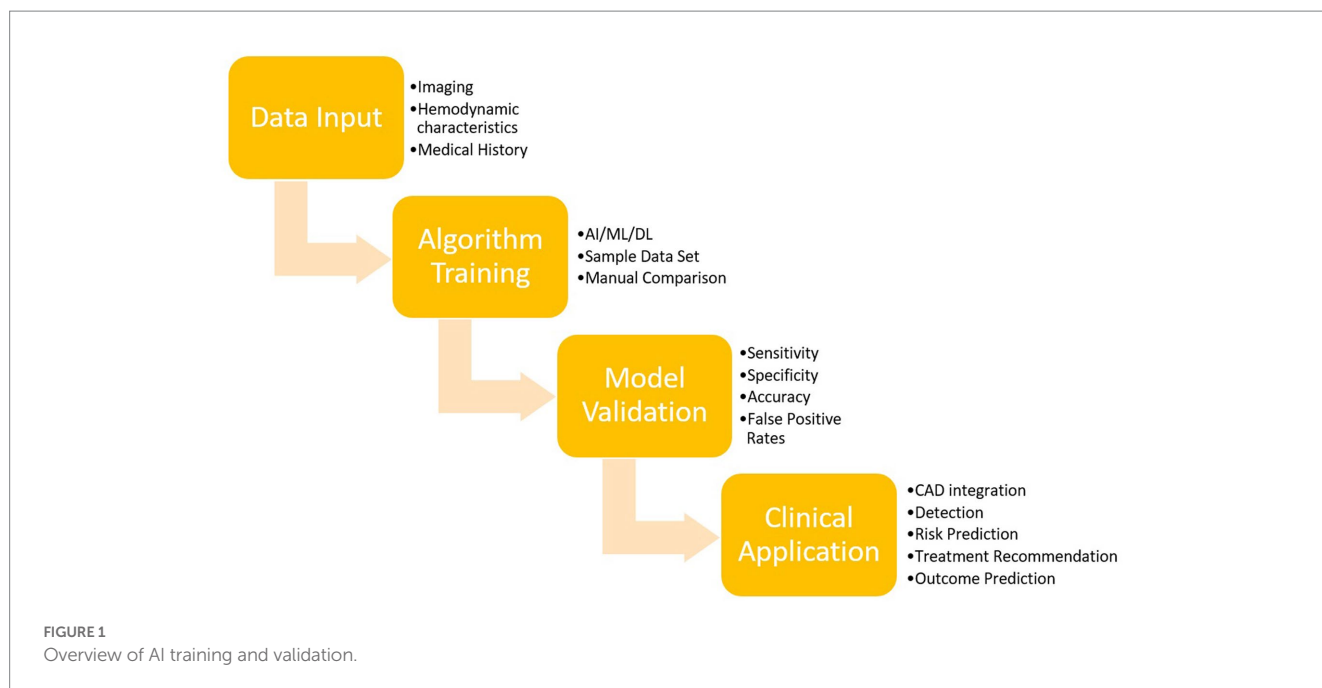 Data Input
•Imaging
•Hemodynamic
characteristics
•Medical History
Algorithm
Training
•AI/ML/DL
•Sample Data Set
•Manual Comparison
Model
Validation
•Sensitivity
•Specificity
•Accuracy
•False Positive
Rates
Clinical
Application
•CAD integration
•Detection
•Risk Prediction
•Treatment Recommendation
•Outcome Prediction
FIGURE 1
Overview of AI training and validation.